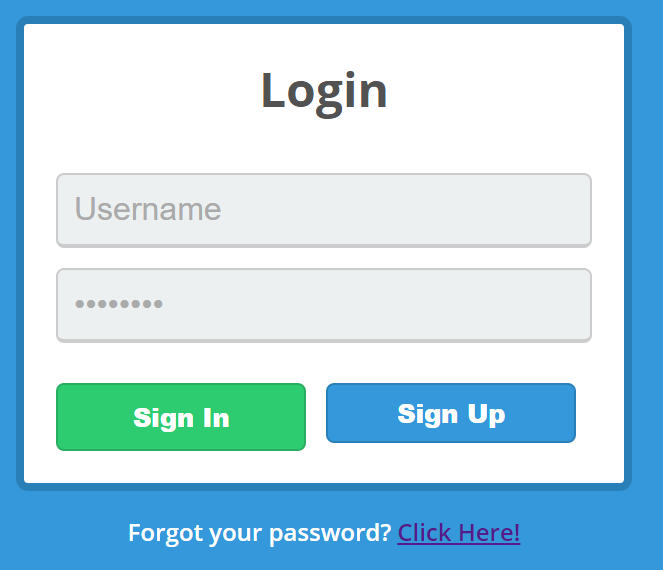 Login
Username
••••••••
Sign In Sign Up
Forgot your password? Click Here!